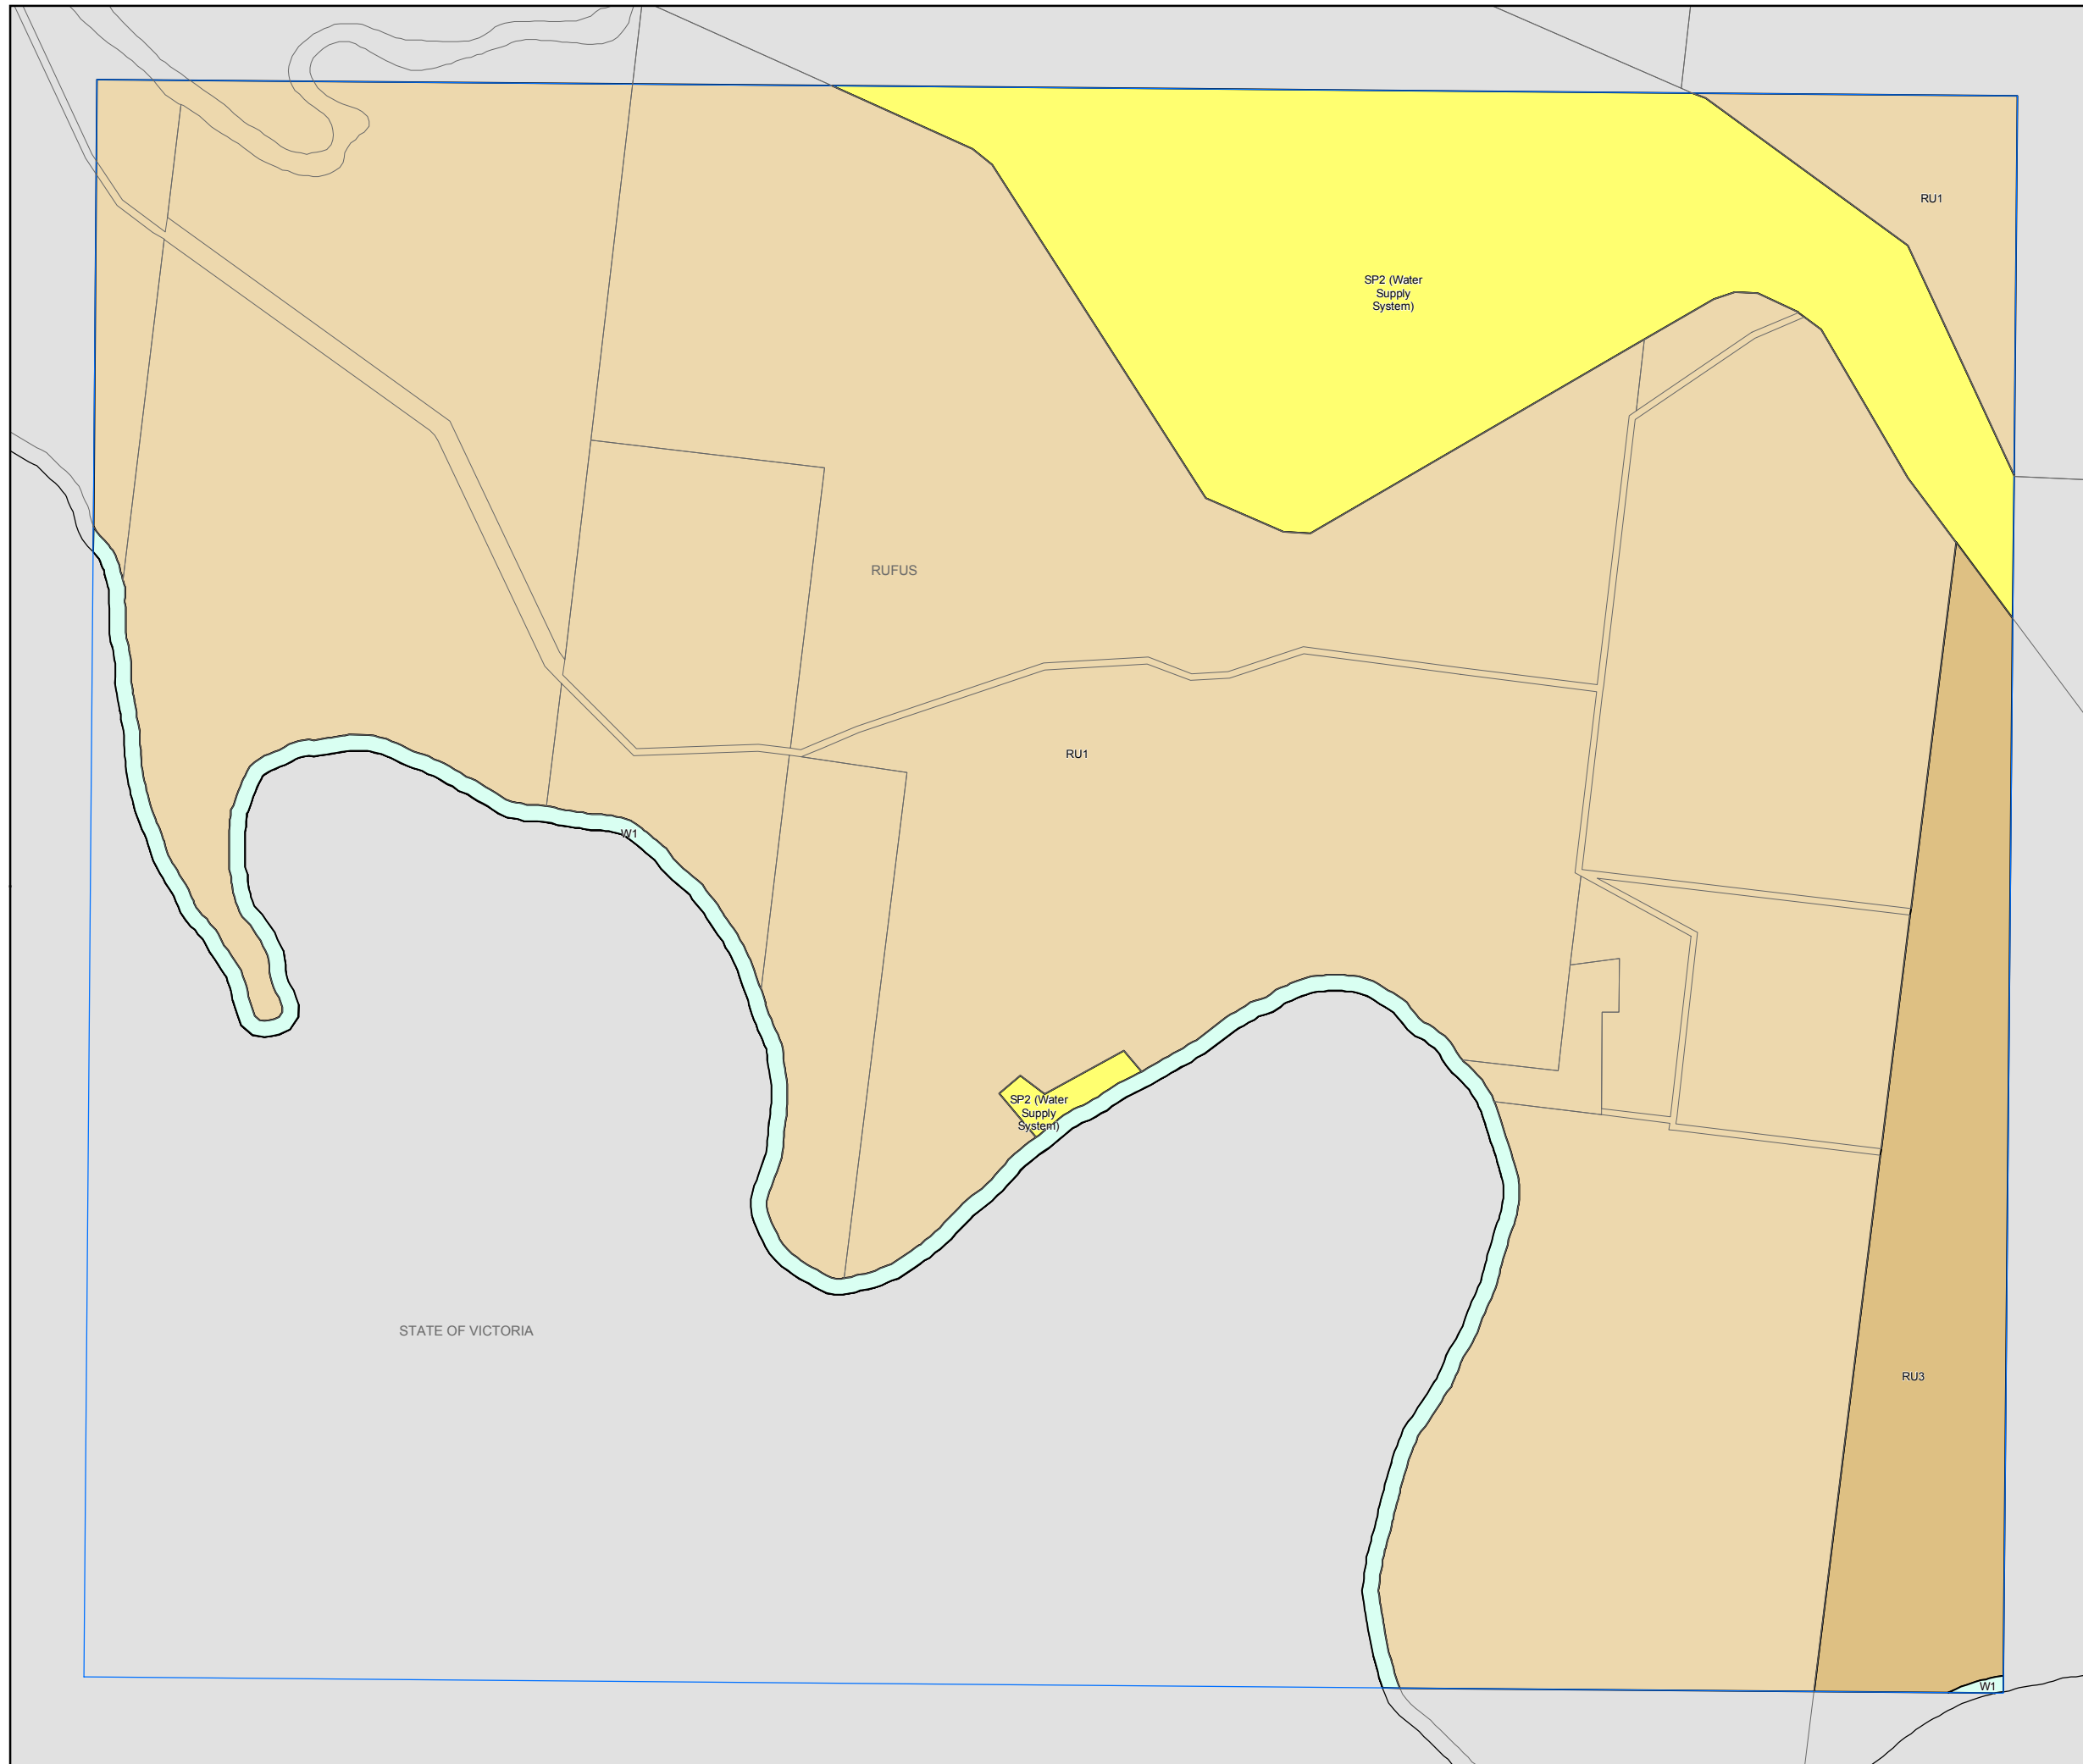 RU1
SP2 (Water
Supply
System)
RUFUS
RU1
W1
SP2 (Water
Supply
System)
STATE OF VICTORIA
RU3
W1